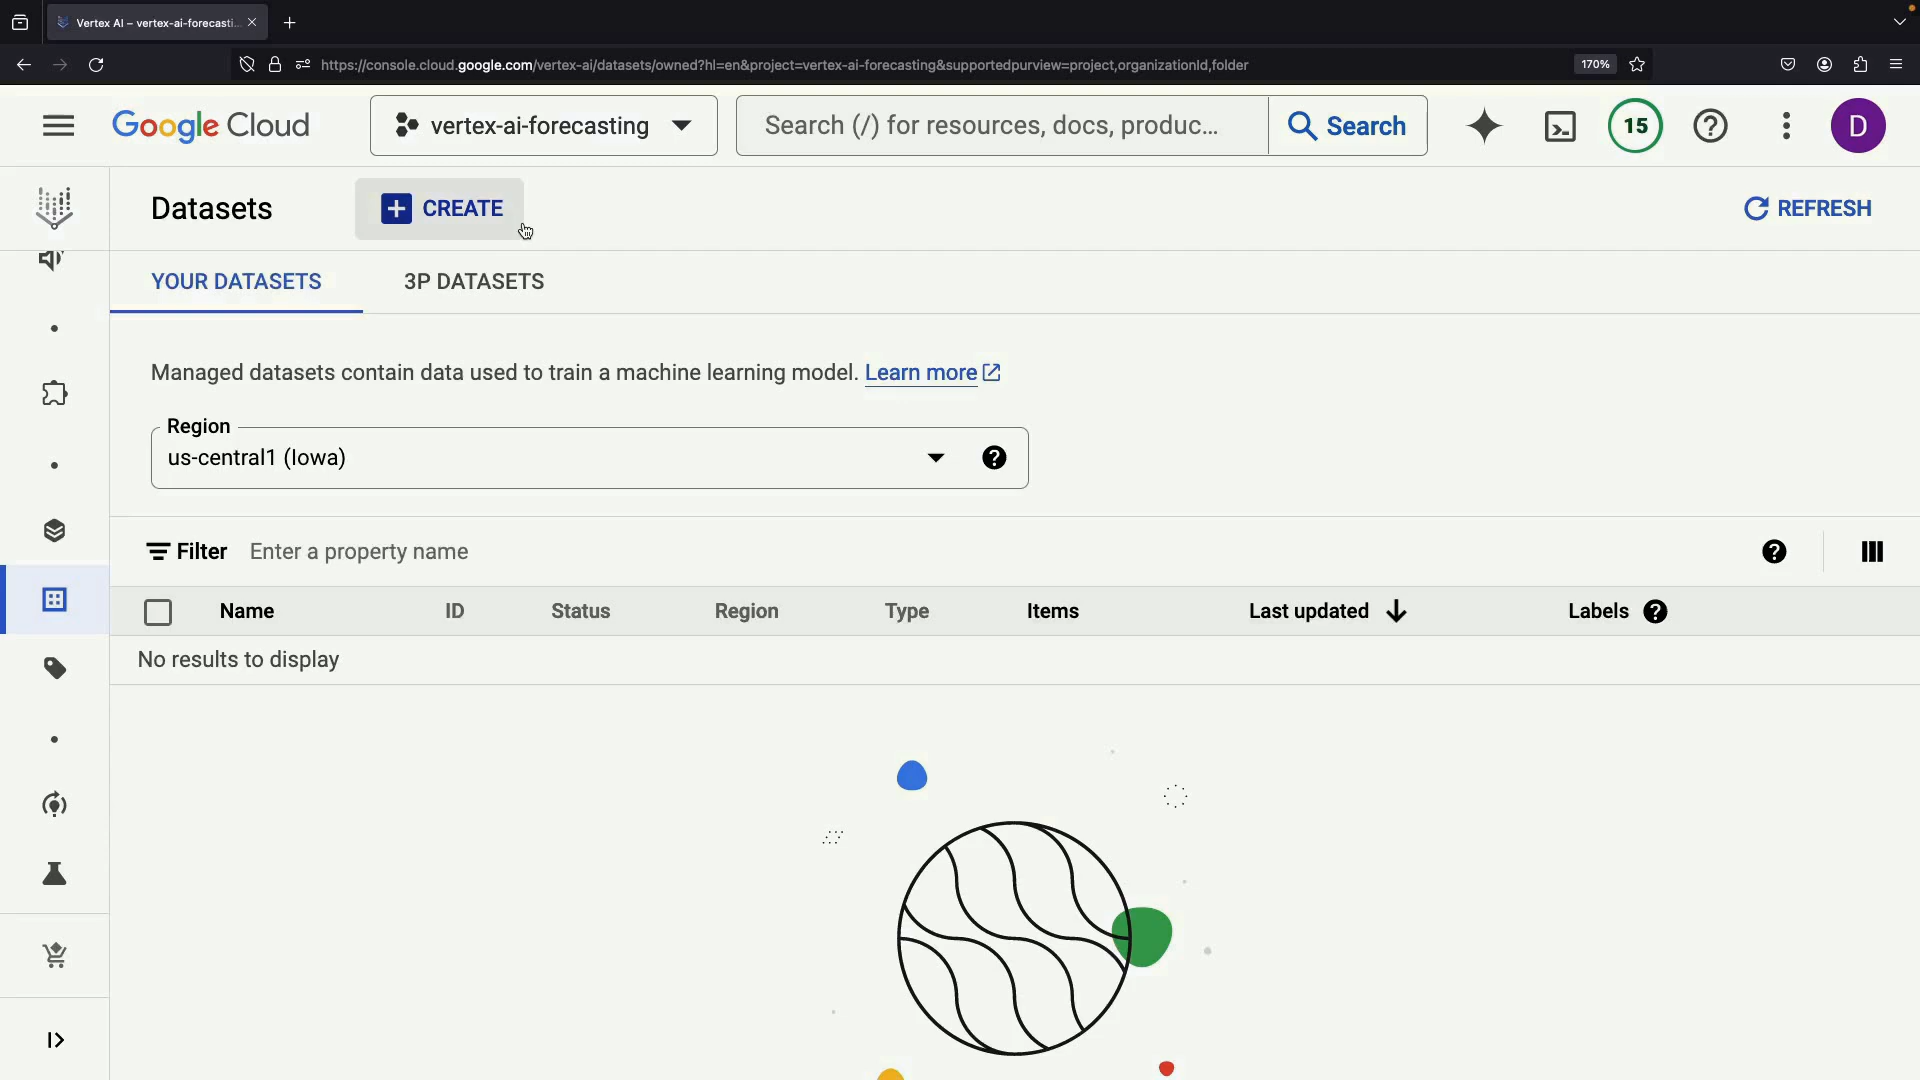 Vertex AI – vertex-ai-forecasti...
https://console.cloud.google.com/vertex-ai/datasets/owned?hl=en&project=vertex-ai-forecasting&supportedpurview=project,organizationId,folder
170%
Google Cloud
vertex-ai-forecasting
Search (/) for resources, docs, produc...
Search
15
D
Datasets
CREATE
REFRESH
YOUR DATASETS
3P DATASETS
Managed datasets contain data used to train a machine learning model. Learn more
Region
us-central1 (Iowa)
Filter Enter a property name
Name ID Status Region Type Items Last updated Labels
No results to display